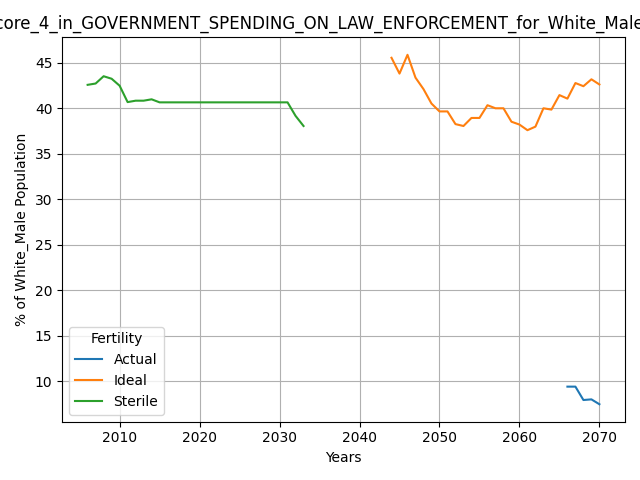 core_4_in_GOVERNMENT_SPENDING_ON_LAW_ENFORCEMENT_for_White_Male
% of White_Male Population
45
40
35
30
25
20
15
10
Fertility
Actual
Ideal
Sterile
2010 2020 2030 2040 2050 2060 2070
Years